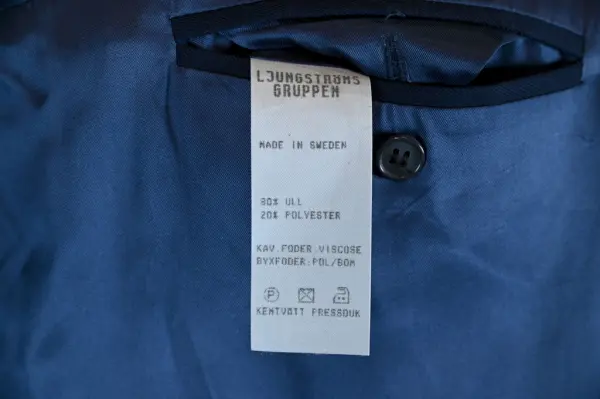 LJUNGSTRÖMS
GRUPPEN
MADE IN SWEDEN
80% ULL
20% POLYESTER
KAV.FODER:VISCOSE
BYXFODER:POL/BOM
P
KEMTVÄTT PRESSDUK